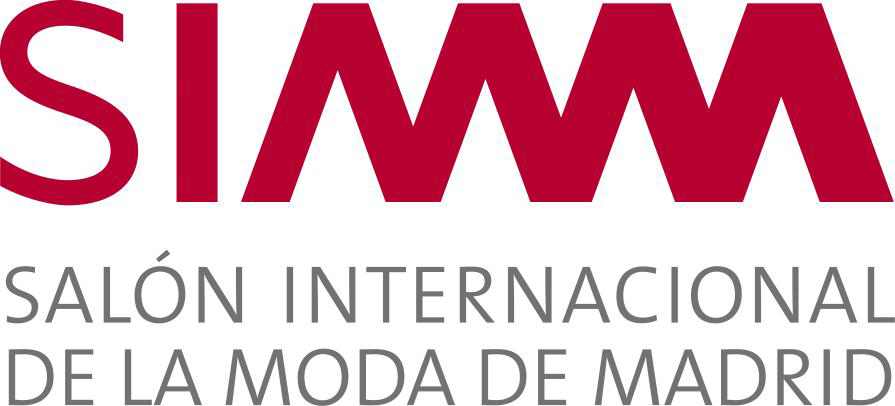 SIMM
SALÓN INTERNACIONAL
DE LA MODA DE MADRID